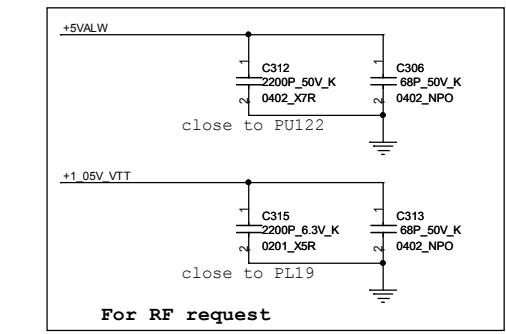 +5VALW
1
C312
2200P_50V_K
2
0402_X7R
1
C306
68P_50V_K
2
0402_NPO
close to PU122
+1_05V_VTT
1
C315
2200P_6.3V_K
2
0201_X5R
1
C313
68P_50V_K
2
0402_NPO
close to PL19
For RF request